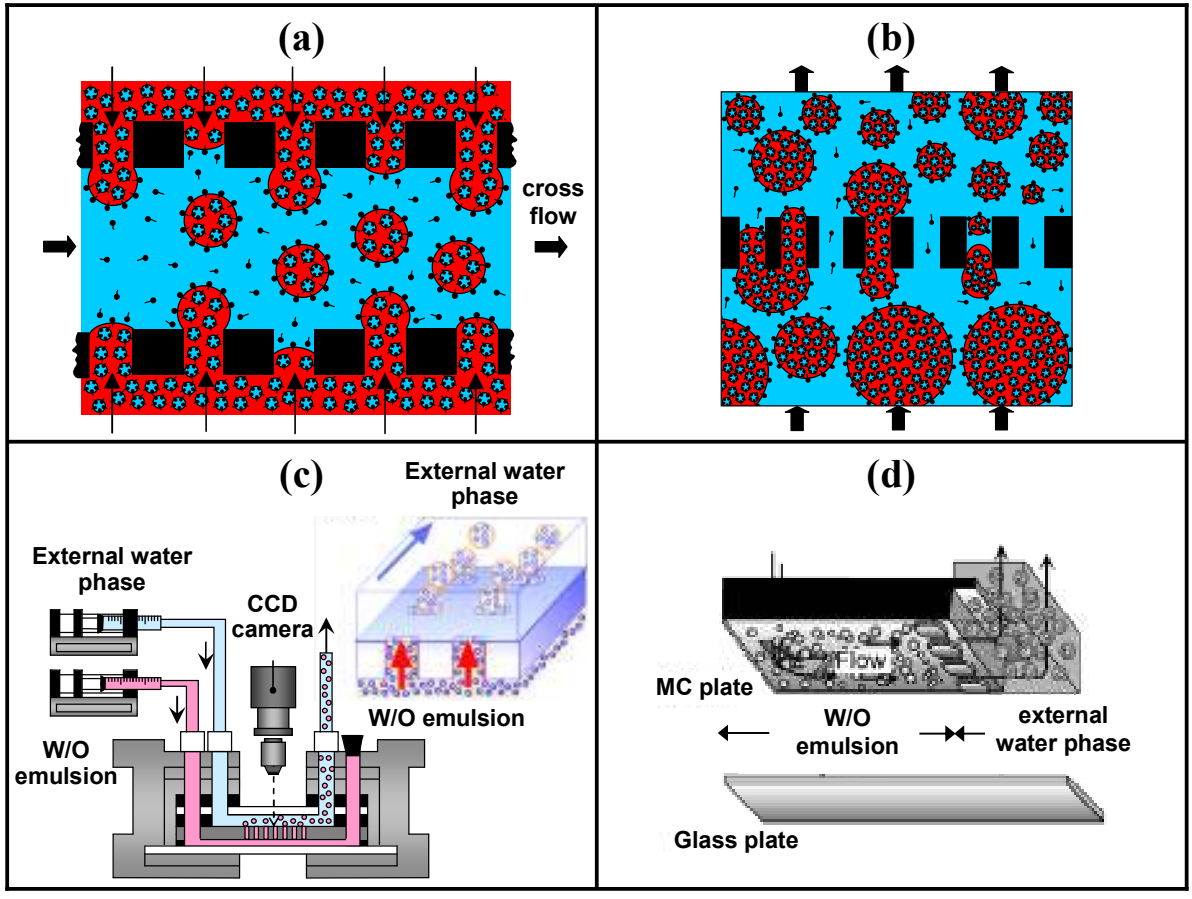 (a)
cross
flow
(b)
(c)
External water
phase
External water
phase
CCD
camera
W/O emulsion
W/O
emulsion
(d)
Flow
MC plate
W/O
emulsion
external
water phase
Glass plate